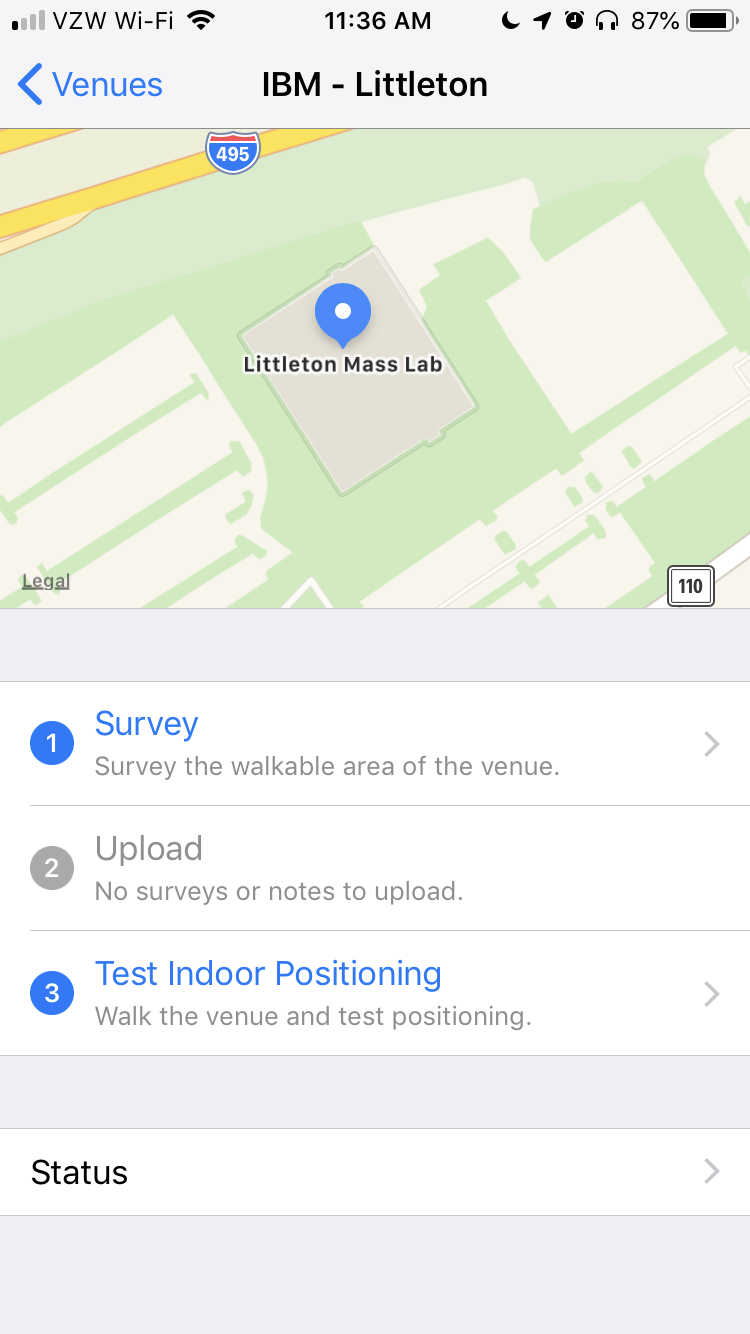 VZW Wi-Fi 11:36 AM 87%
Venues IBM - Littleton
495
Littleton Mass Lab
Legal
110
1 Survey
Survey the walkable area of the venue.
2 Upload
No surveys or notes to upload.
3 Test Indoor Positioning
Walk the venue and test positioning.
Status